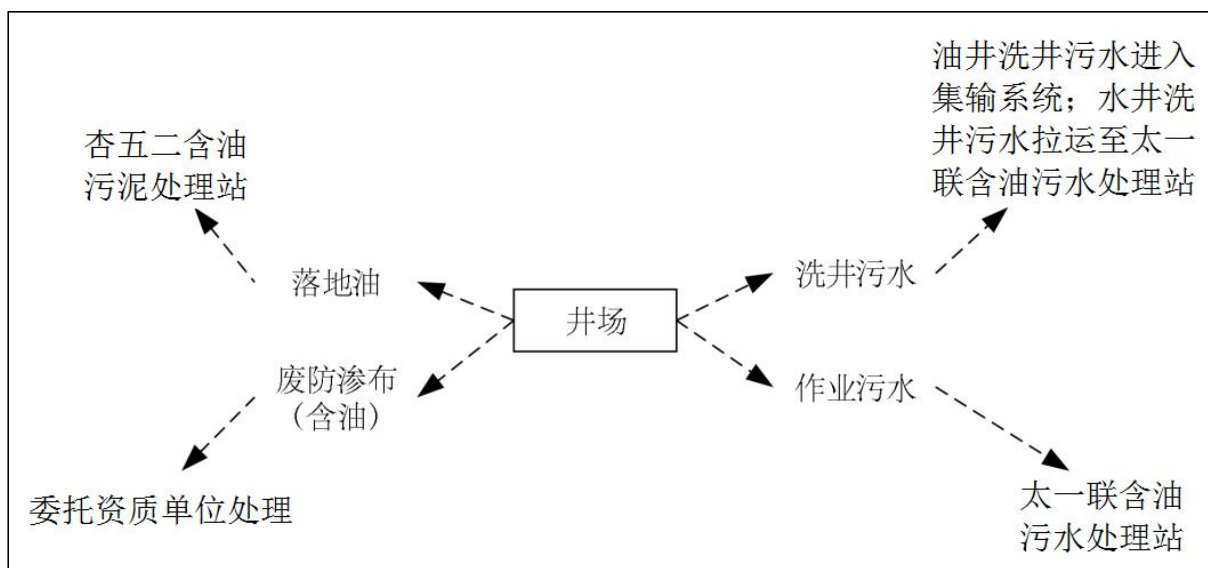 油井洗井污水进入
集输系统；水井洗
井污水拉运至太一
联含油污水处理站
杏五二含油
污泥处理站
落地油
洗井污水
井场
废防渗布
（含油）
作业污水
委托资质单位处理
太一联含油
污水处理站